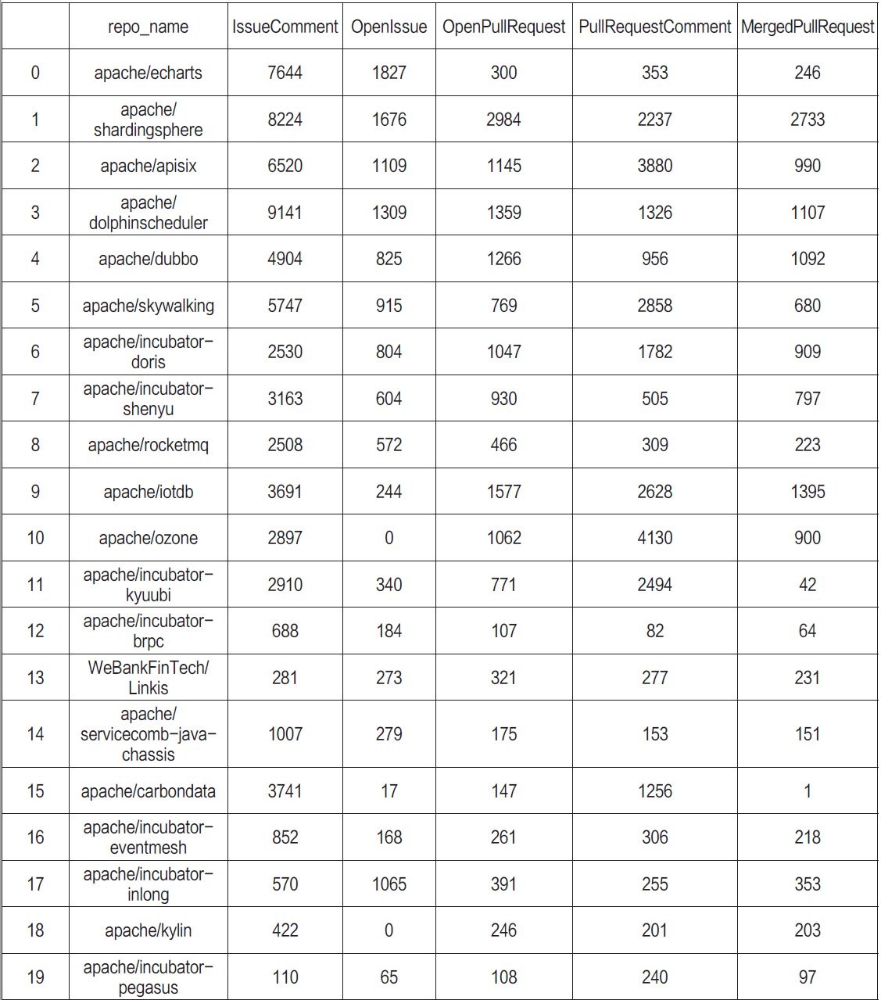 repo_name IssueComment OpenIssue OpenPullRequest PullRequestComment MergedPullRequest
0 apache/echarts 7644 1827 300 353 246
apache/
1 shardingsphere 8224 1676 2984 2237 2733
2 apache/apisix 6520 1109 1145 3880 990
apache/
3 dolphinscheduler 9141 1309 1359 1326 1107
4 apache/dubbo 4904 825 1266 956 1092
5 apache/skywalking 5747 915 769 2858 680
apache/incubator-
6 doris 2530 804 1047 1782 909
apache/incubator-
7 shenyu 3163 604 930 505 797
8 apache/rocketmq 2508 572 466 309 223
9 apache/iotdb 3691 244 1577 2628 1395
10 apache/ozone 2897 0 1062 4130 900
apache/incubator-
11 kyuubi 2910 340 771 2494 42
apache/incubator-
12 brpc 688 184 107 82 64
WeBankFinTech/
13 Linkis 281 273 321 277 231
apache/
14 servicecomb-java- 1007 279 175 153 151
chassis
15 apache/carbondata 3741 17 147 1256 1
apache/incubator-
16 eventmesh 852 168 261 306 218
apache/incubator-
17 inlong 570 1065 391 255 353
18 apache/kylin 422 0 246 201 203
apache/incubator-
19 pegasus 110 65 108 240 97